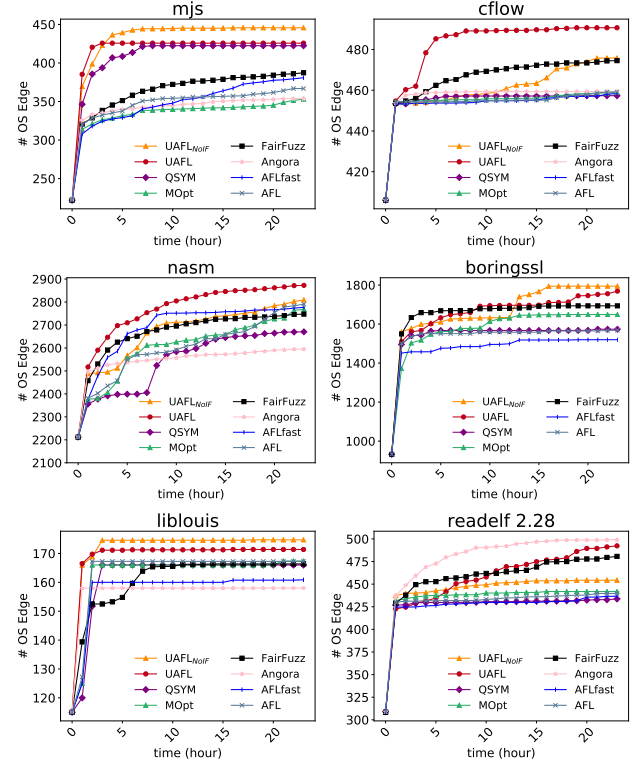 mjs
450
400
350
300
250
# OS Edge
0
5
10
15
20
time (hour)
UAFL_NoIF
UAFL
QSYM
MOpt
FairFuzz
Angora
AFLfast
AFL
cflow
480
460
440
420
# OS Edge
0
5
10
15
20
time (hour)
UAFL_NoIF
UAFL
QSYM
MOpt
FairFuzz
Angora
AFLfast
AFL
nasm
2900
2800
2700
2600
2500
2400
2300
2200
2100
# OS Edge
0
5
10
15
20
time (hour)
UAFL_NoIF
UAFL
QSYM
MOpt
FairFuzz
Angora
AFLfast
AFL
boringssl
1800
1600
1400
1200
1000
# OS Edge
0
5
10
15
20
time (hour)
UAFL_NoIF
UAFL
QSYM
MOpt
FairFuzz
Angora
AFLfast
AFL
liblouis
170
160
150
140
130
120
# OS Edge
0
5
10
15
20
time (hour)
UAFL_NoIF
UAFL
QSYM
MOpt
FairFuzz
Angora
AFLfast
AFL
readelf 2.28
500
475
450
425
400
375
350
325
300
# OS Edge
0
5
10
15
20
time (hour)
UAFL_NoIF
UAFL
QSYM
MOpt
FairFuzz
Angora
AFLfast
AFL